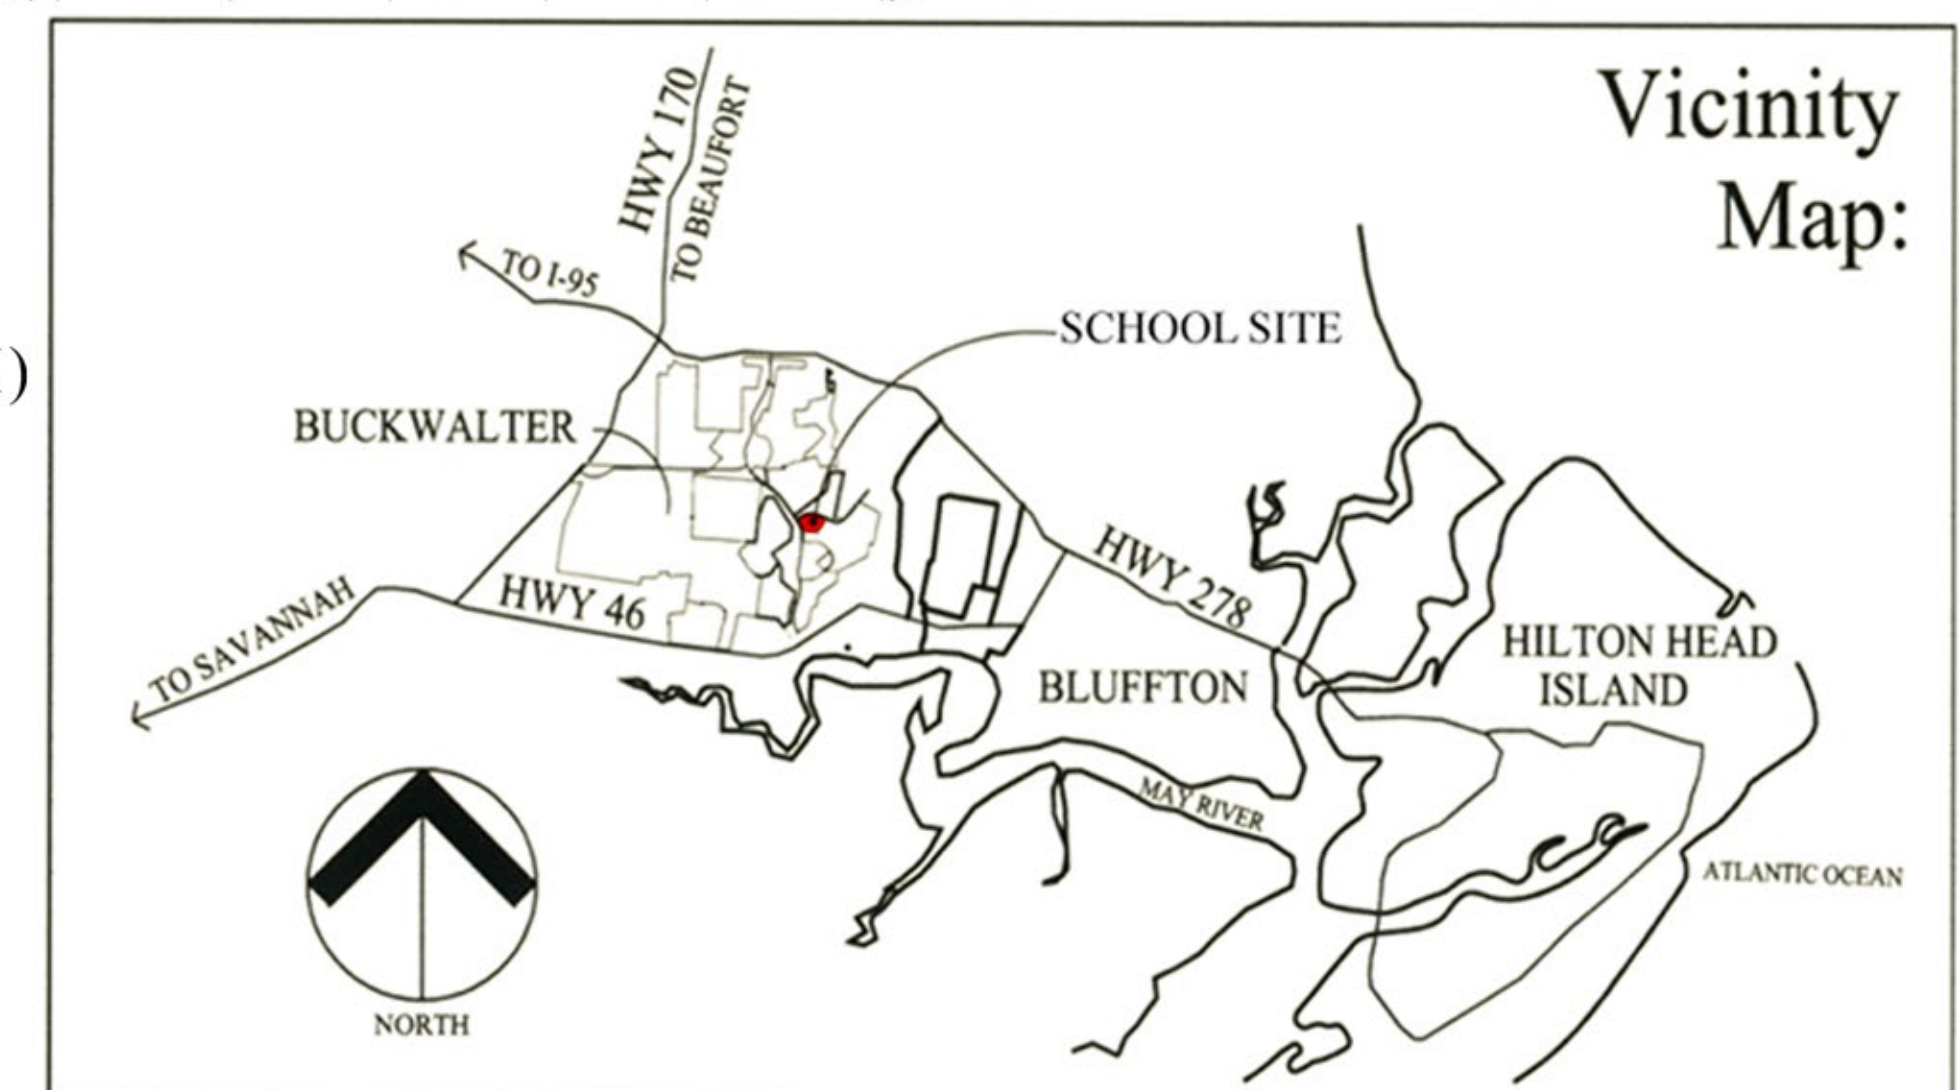 Vicinity
Map:
HWY 170
TO BEAUFORT
TO I-95
SCHOOL SITE
BUCKWALTER
HWY 46
TO SAVANNAH
HWY 278
HILTON HEAD
ISLAND
BLUFFTON
MAY RIVER
ATLANTIC OCEAN
NORTH